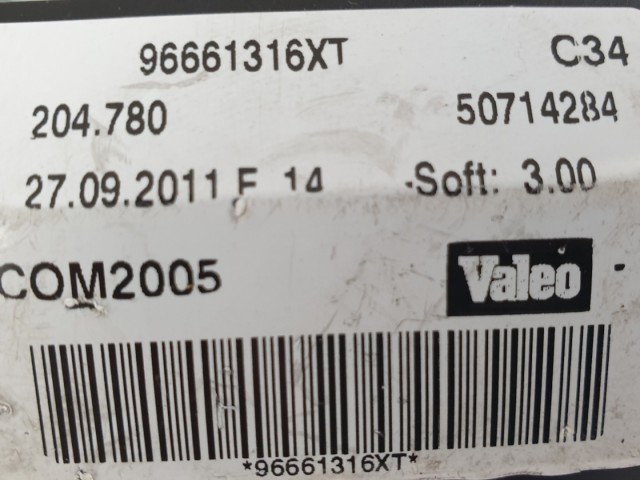 96661316XT C34
204.780 50714284
27.09.2011 E 14 -Soft: 3.00
COM2005 Valeo
*96661316XT*